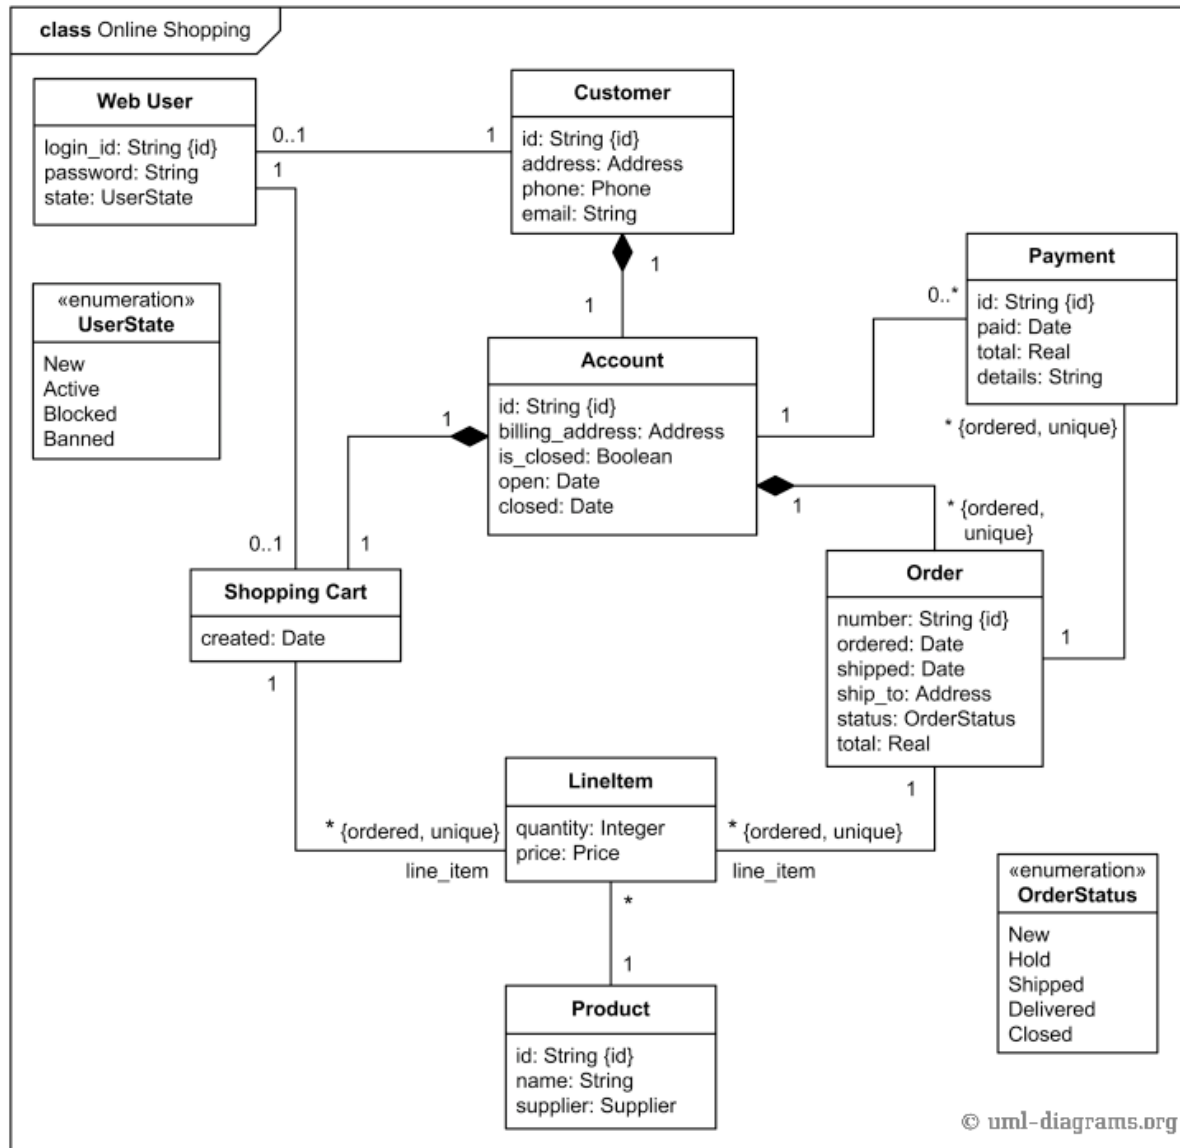 class Online Shopping
Web User
login_id: String {id}
password: String
state: UserState
0..1
1
1
Customer
id: String {id}
address: Address
phone: Phone
email: String
1
1
«enumeration»
UserState
New
Active
Blocked
Banned
Account
id: String {id}
billing_address: Address
is_closed: Boolean
open: Date
closed: Date
1
1
1
Payment
id: String {id}
paid: Date
total: Real
details: String
0..*
* {ordered, unique}
* {ordered,
unique}
0..1
1
Shopping Cart
created: Date
1
Order
number: String {id}
ordered: Date
shipped: Date
ship_to: Address
status: OrderStatus
total: Real
1
1
LineItem
quantity: Integer
price: Price
* {ordered, unique}
line_item
* {ordered, unique}
line_item
*
1
Product
id: String {id}
name: String
supplier: Supplier
«enumeration»
OrderStatus
New
Hold
Shipped
Delivered
Closed
© uml-diagrams.org